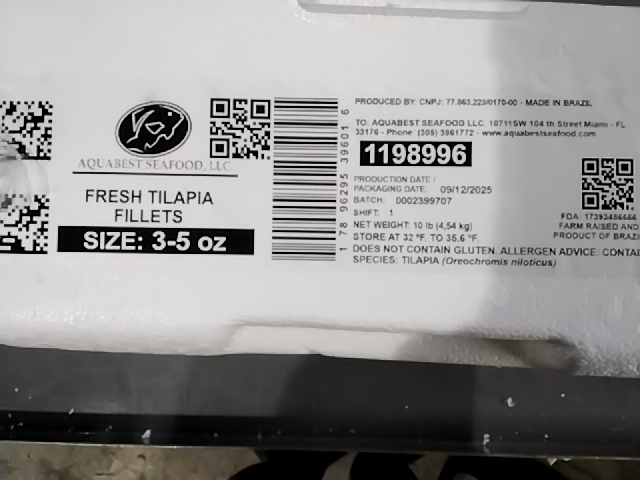 AQUABEST SEAFOOD, LLC.
FRESH TILAPIA
FILLETS
SIZE: 3-5 oz
1 78 96295 39601 6
PRODUCED BY: CNPJ: 77.863.223/0170-00 - MADE IN BRAZIL
TO: AQUABEST SEAFOOD LLC. 10711SW 104 th Street Miami - FL
33176 - Phone: (305) 3861772 - www.aquabestseafood.com
1198996
PRODUCTION DATE /
PACKAGING DATE: 09/12/2025
BATCH: 0002399707
SHIFT: 1
NET WEIGHT: 10 lb (4,54 kg)
STORE AT 32 °F. TO 35.6 °F.
DOES NOT CONTAIN GLUTEN. ALLERGEN ADVICE: CONTAI
SPECIES: TILAPIA (Oreochromis niloticus)
FDA: 17393486666
FARM RAISED AND
PRODUCT OF BRAZI